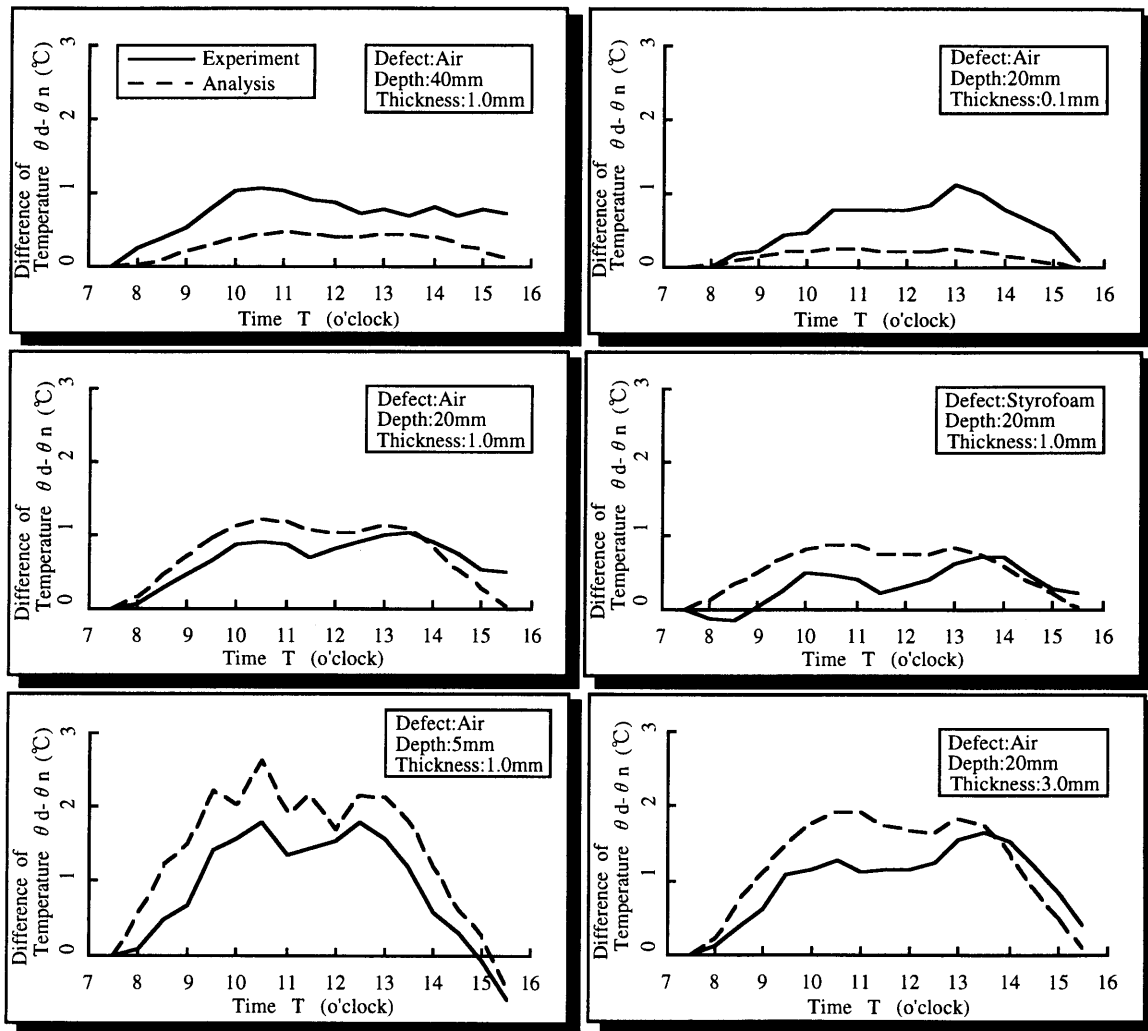 Difference of
Temperature θd-θn (℃)
3
2
1
0
Experiment
Analysis
Defect:Air
Depth:40mm
Thickness:1.0mm
7 8 9 10 11 12 13 14 15 16
Time T (o'clock)
Difference of
Temperature θd-θn (℃)
3
2
1
0
Defect:Air
Depth:20mm
Thickness:0.1mm
7 8 9 10 11 12 13 14 15 16
Time T (o'clock)
Difference of
Temperature θd-θn (℃)
3
2
1
0
Defect:Air
Depth:20mm
Thickness:1.0mm
7 8 9 10 11 12 13 14 15 16
Time T (o'clock)
Difference of
Temperature θd-θn (℃)
3
2
1
0
Defect:Styrofoam
Depth:20mm
Thickness:1.0mm
7 8 9 10 11 12 13 14 15 16
Time T (o'clock)
Difference of
Temperature θd-θn (℃)
3
2
1
0
Defect:Air
Depth:5mm
Thickness:1.0mm
7 8 9 10 11 12 13 14 15 16
Time T (o'clock)
Difference of
Temperature θd-θn (℃)
3
2
1
0
Defect:Air
Depth:20mm
Thickness:3.0mm
7 8 9 10 11 12 13 14 15 16
Time T (o'clock)